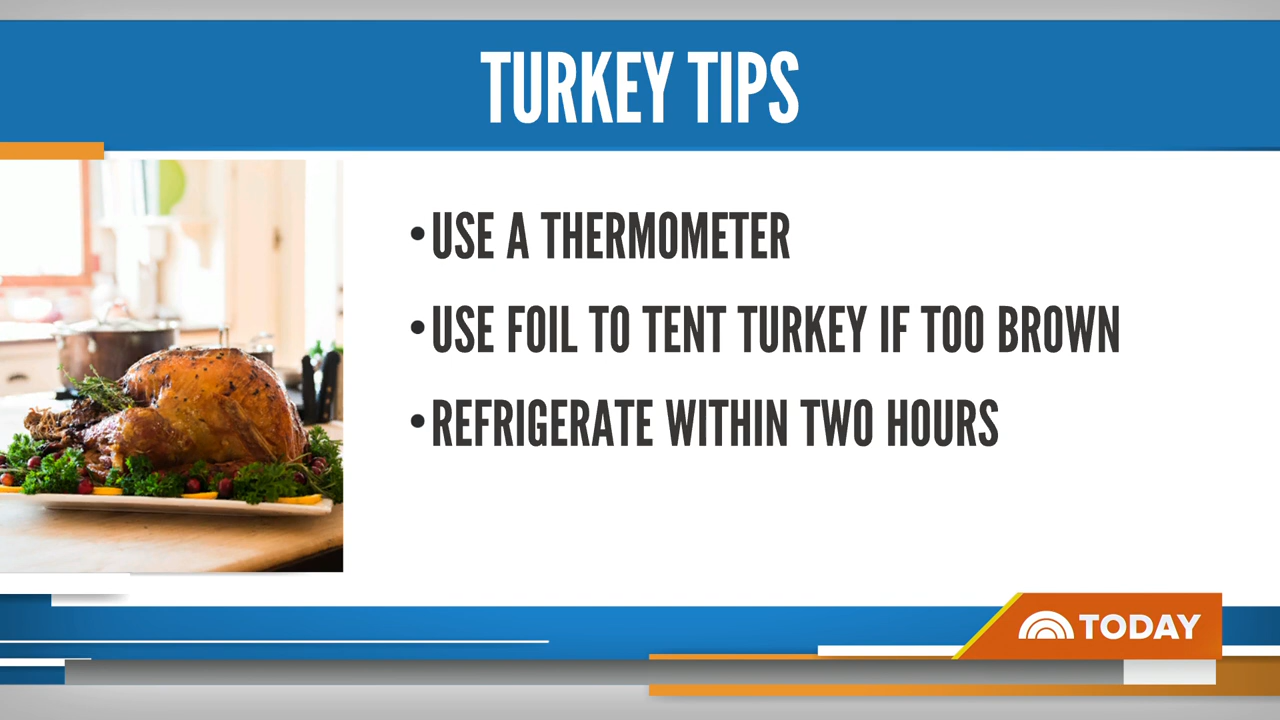 TURKEY TIPS
•USE A THERMOMETER
•USE FOIL TO TENT TURKEY IF TOO BROWN
•REFRIGERATE WITHIN TWO HOURS
TODAY